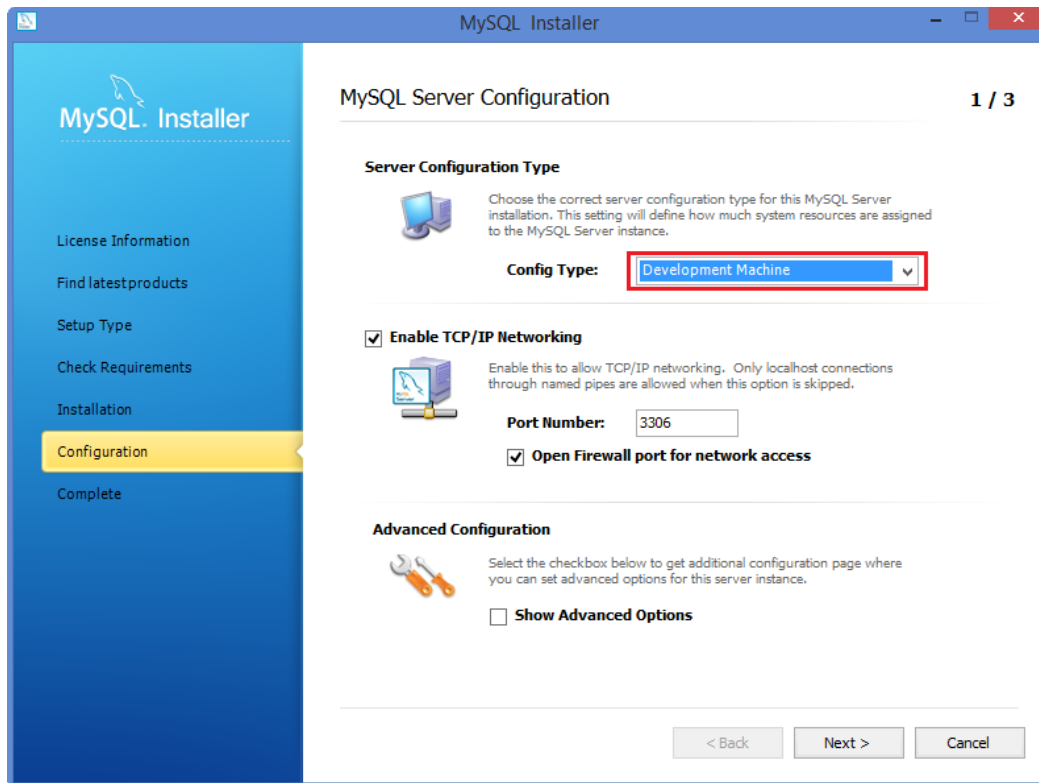 MySQL Installer
MySQL. Installer
License Information
Find latest products
Setup Type
Check Requirements
Installation
Configuration
Complete
MySQL Server Configuration
1 / 3
Server Configuration Type
Choose the correct server configuration type for this MySQL Server
installation. This setting will define how much system resources are assigned
to the MySQL Server instance.
Config Type:
Development Machine
Enable TCP/IP Networking
Enable this to allow TCP/IP networking. Only localhost connections
through named pipes are allowed when this option is skipped.
Port Number:
3306
Open Firewall port for network access
Advanced Configuration
Select the checkbox below to get additional configuration page where
you can set advanced options for this server instance.
Show Advanced Options
< Back
Next >
Cancel